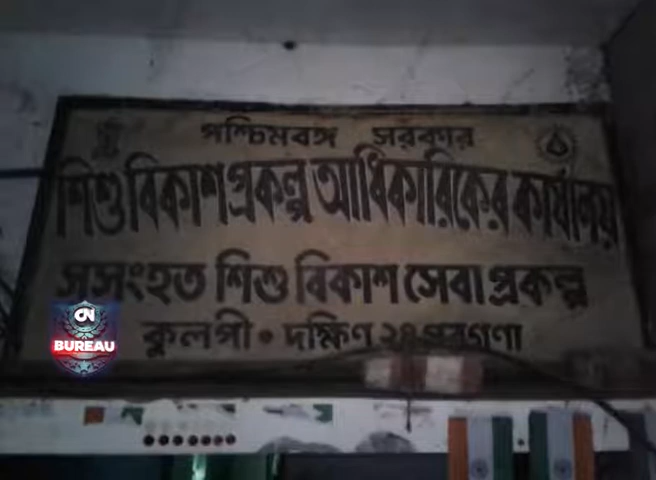 পশ্চিমবঙ্গ সরকার
শিশু বিকাশ প্রকল্প আধিকারিকের কার্যালয়
সুসংহত শিশু বিকাশ সেবা প্রকল্প
কুলপী • দক্ষিণ ২৪ পরগণা
CN
BUREAU